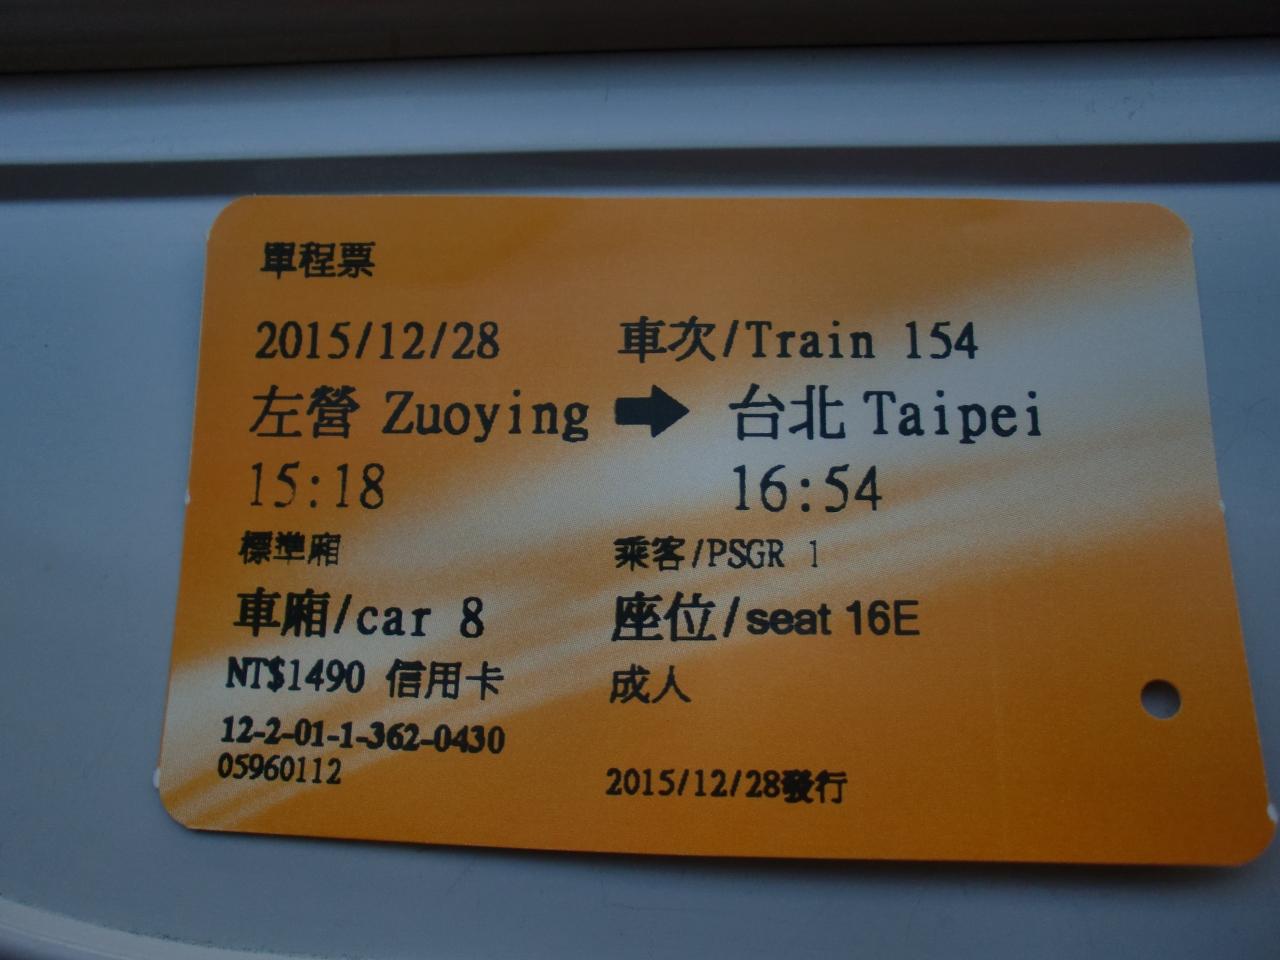 單程票
2015/12/28 車次/Train 154
左營 Zuoying ➡ 台北 Taipei
15:18 16:54
標準廂 乘客/PSGR 1
車廂/car 8 座位/seat 16E
NT$1490 信用卡 成人
12-2-01-1-362-0430
05960112 2015/12/28發行